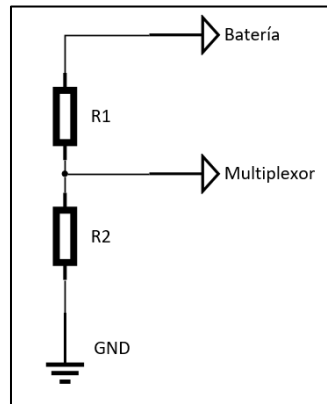 Batería
R1
Multiplexor
R2
GND